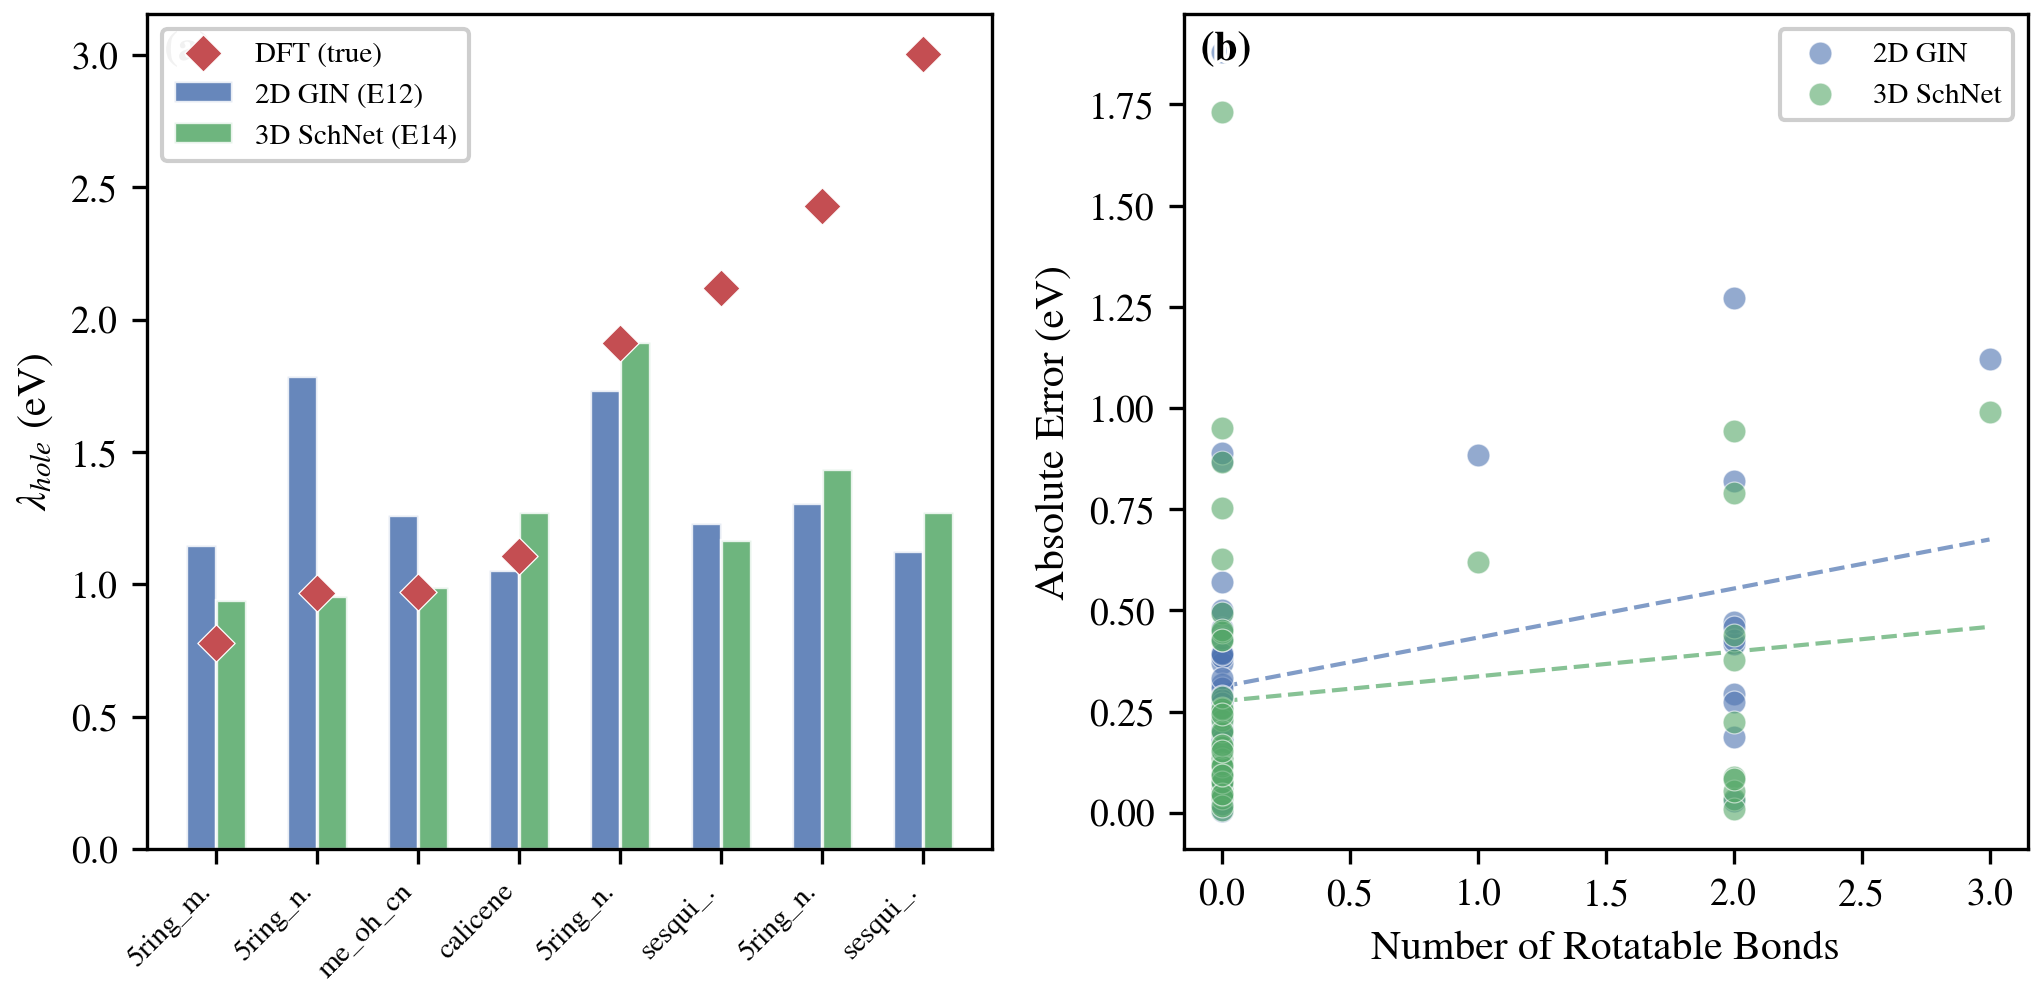 DFT (true)
2D GIN (E12)
3D SchNet (E14)
3.0
2.5
2.0
1.5
1.0
0.5
0.0
λhole (eV)
5ring_m.
5ring_n.
me_oh_cn
calicene
5ring_n.
sesqui_.
5ring_n.
sesqui_.
(b)
2D GIN
3D SchNet
1.75
1.50
1.25
1.00
0.75
0.50
0.25
0.00
Absolute Error (eV)
0.0 0.5 1.0 1.5 2.0 2.5 3.0
Number of Rotatable Bonds